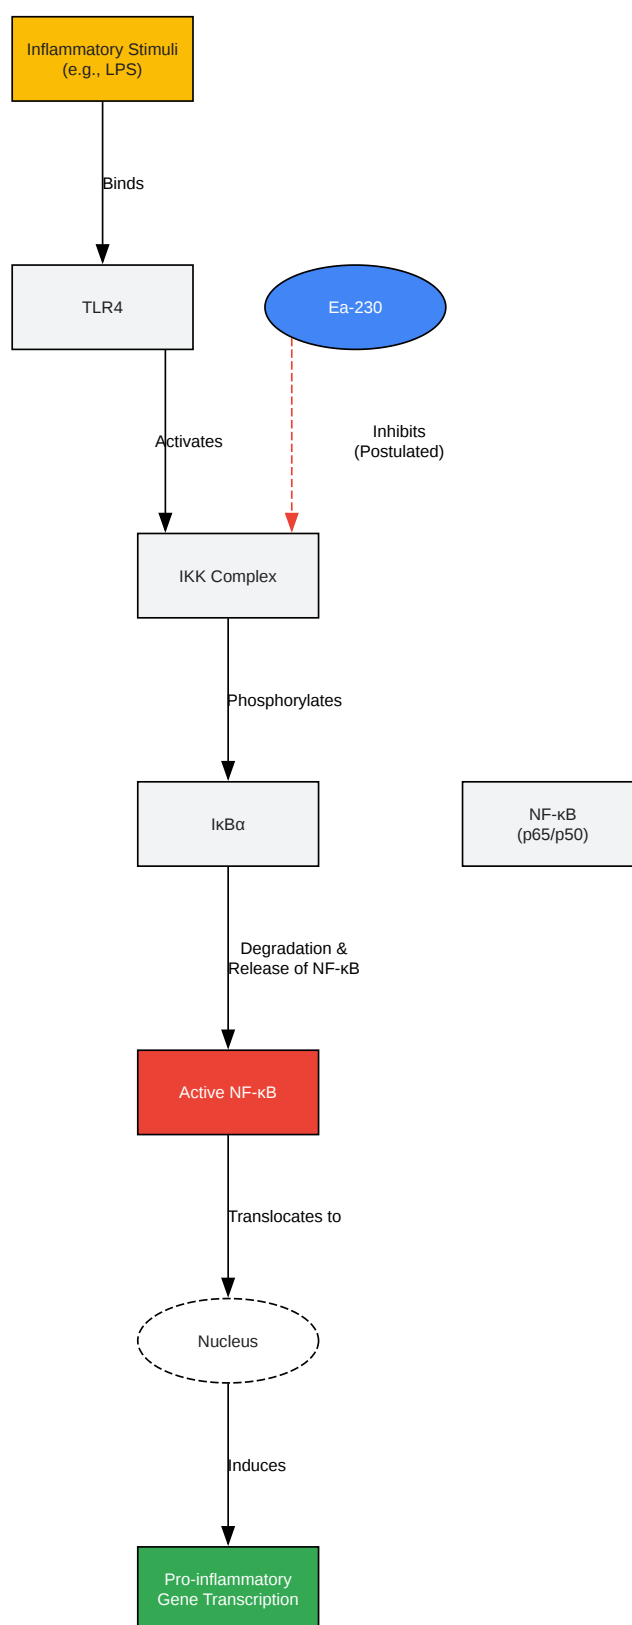 Inflammatory Stimuli
(e.g., LPS)
Binds
TLR4
Ea-230
Activates
Inhibits
(Postulated)
IKK Complex
Phosphorylates
IκBα
NF-κB
(p65/p50)
Degradation &
Release of NF-κB
Active NF-κB
Translocates to
Nucleus
Induces
Pro-inflammatory
Gene Transcription